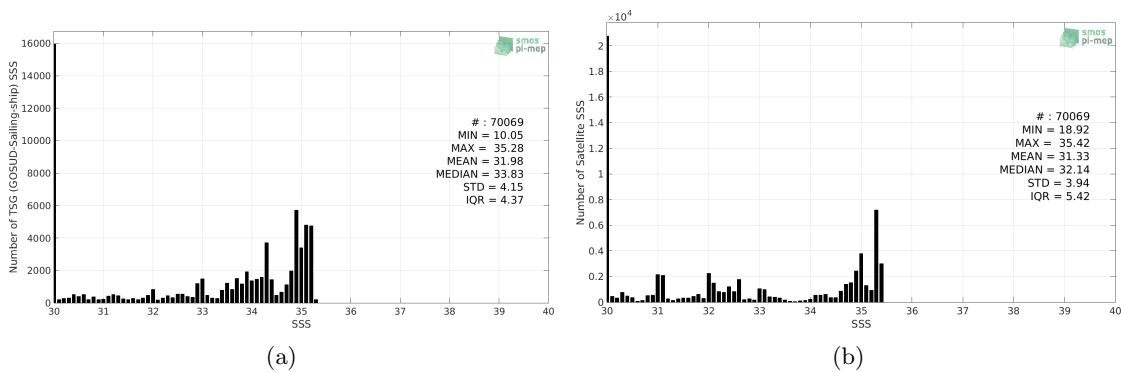 16000
14000
12000
10000
8000
6000
4000
2000
0
Number of TSG (GOSUD-Sailing-ship) SSS
30 31 32 33 34 35 36 37 38 39 40
SSS
smos
pi-mep
# : 70069
MIN = 10.05
MAX = 35.28
MEAN = 31.98
MEDIAN = 33.83
STD = 4.15
IQR = 4.37
(a)
×10⁴
2
1.8
1.6
1.4
1.2
1
0.8
0.6
0.4
0.2
0
Number of Satellite SSS
30 31 32 33 34 35 36 37 38 39 40
SSS
smos
pi-mep
# : 70069
MIN = 18.92
MAX = 35.42
MEAN = 31.33
MEDIAN = 32.14
STD = 3.94
IQR = 5.42
(b)